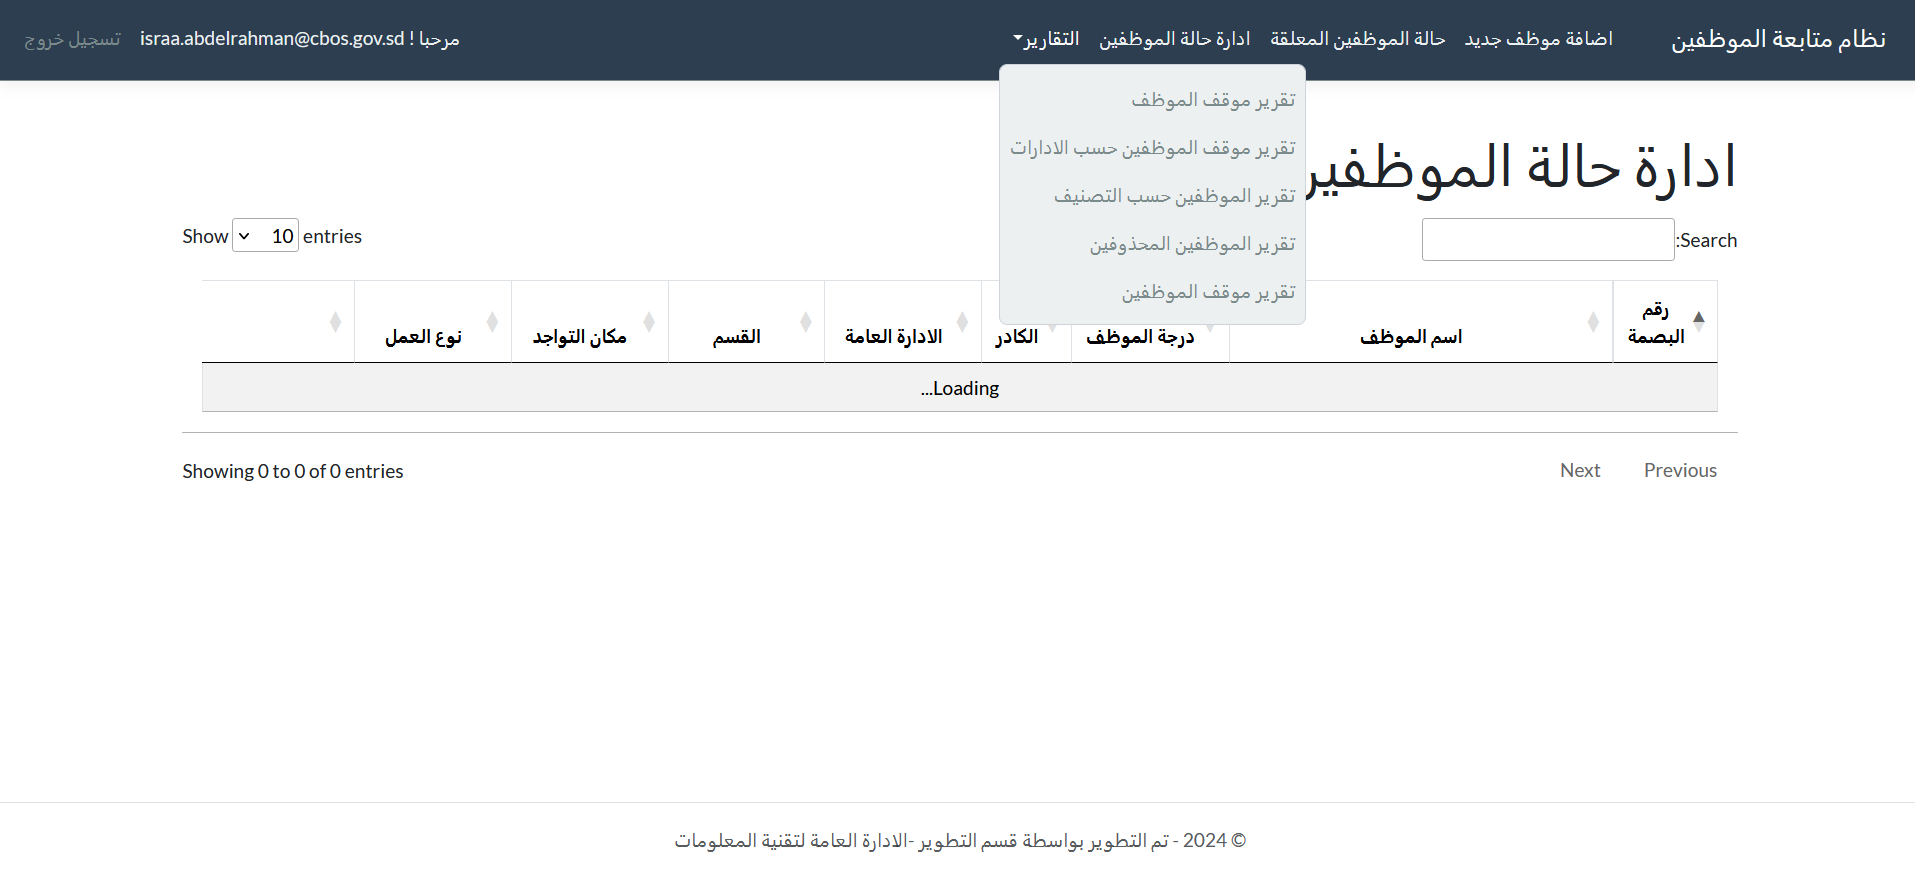 نظام متابعة الموظفين
اضافة موظف جديد
حالة الموظفين المعلقة
ادارة حالة الموظفين
التقارير
مرحبا ! israa.abdelrahman@cbos.gov.sd
تسجيل خروج
تقرير موقف الموظف
تقرير موقف الموظفين حسب الادارات
تقرير الموظفين حسب التصنيف
تقرير الموظفين المحذوفين
تقرير موقف الموظفين
ادارة حالة الموظفين
:Search
Show 10 entries
رقم
البصمة
اسم الموظف
درجة الموظف
الكادر
الادارة العامة
القسم
مكان التواجد
نوع العمل
...Loading
Previous
Next
Showing 0 to 0 of 0 entries
© 2024 - تم التطوير بواسطة قسم التطوير -الادارة العامة لتقنية المعلومات